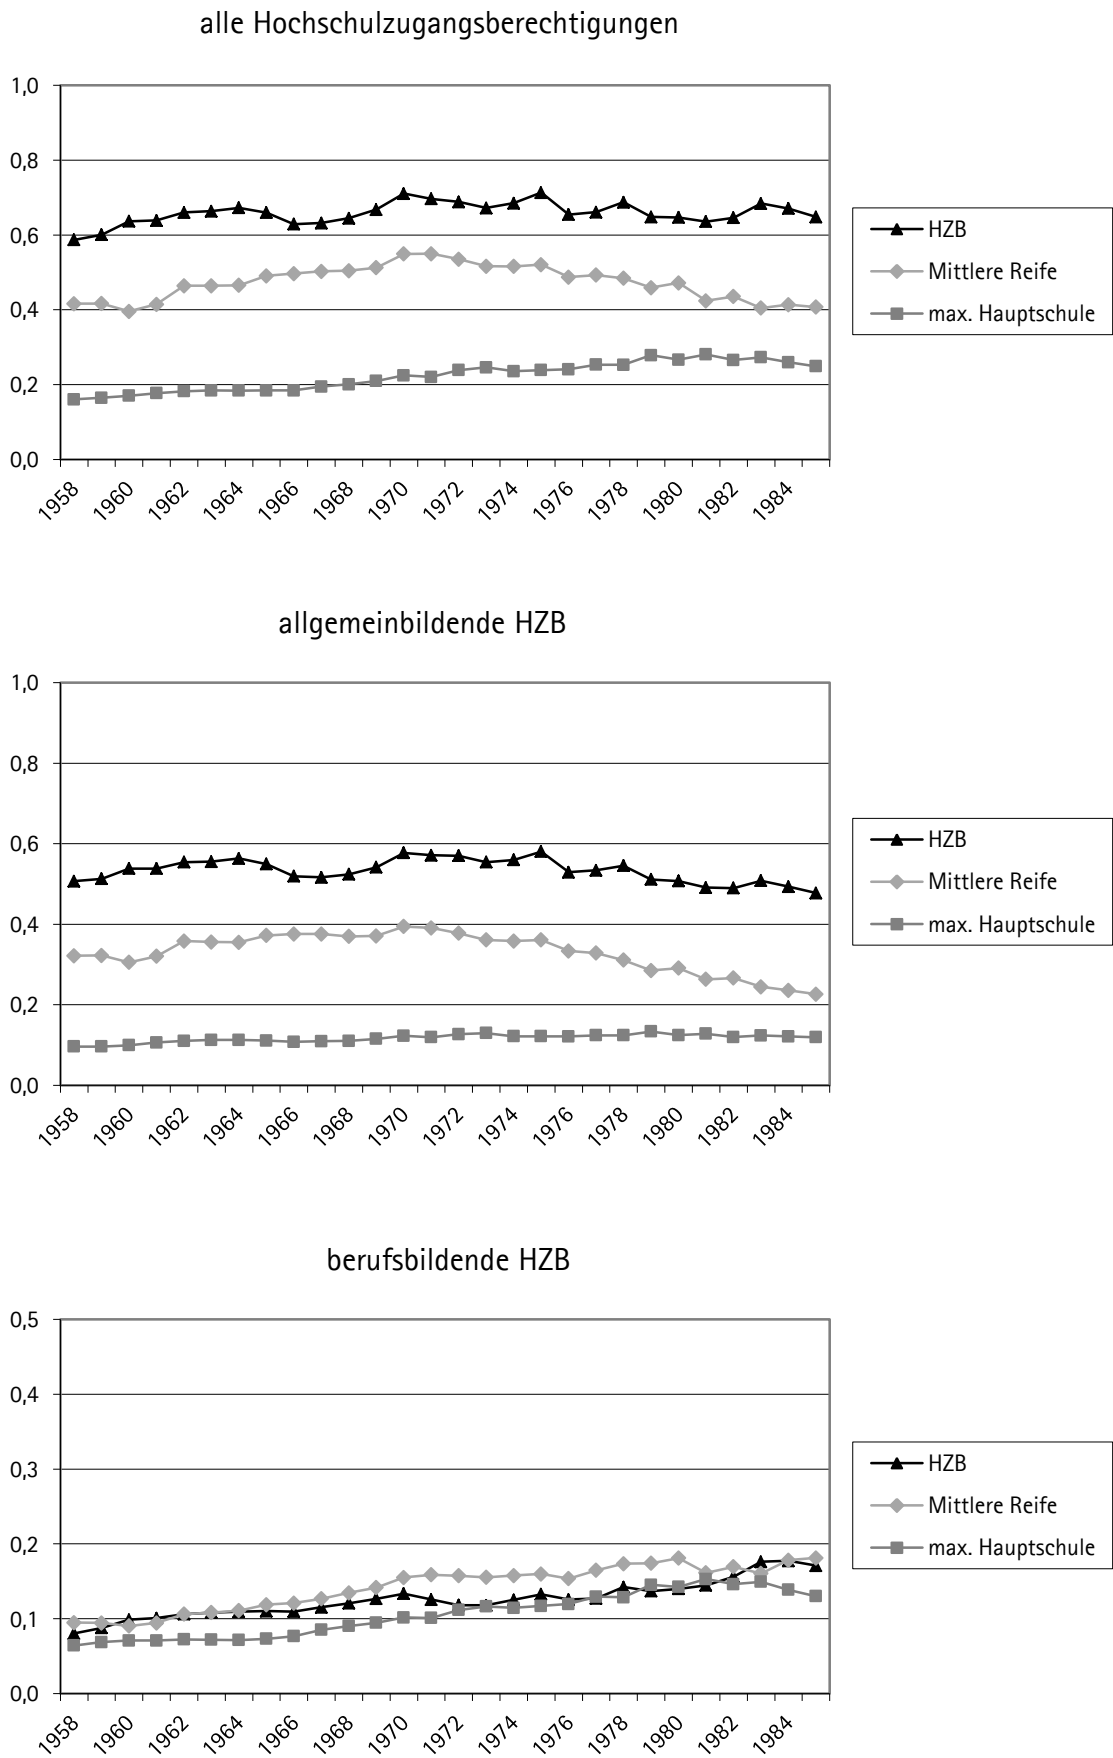 alle Hochschulzugangsberechtigungen
1,0
0,8
0,6
0,4
0,2
0,0
1958 1960 1962 1964 1966 1968 1970 1972 1974 1976 1978 1980 1982 1984
HZB
Mittlere Reife
max. Hauptschule
allgemeinbildende HZB
1,0
0,8
0,6
0,4
0,2
0,0
1958 1960 1962 1964 1966 1968 1970 1972 1974 1976 1978 1980 1982 1984
HZB
Mittlere Reife
max. Hauptschule
berufsbildende HZB
0,5
0,4
0,3
0,2
0,1
0,0
1958 1960 1962 1964 1966 1968 1970 1972 1974 1976 1978 1980 1982 1984
HZB
Mittlere Reife
max. Hauptschule